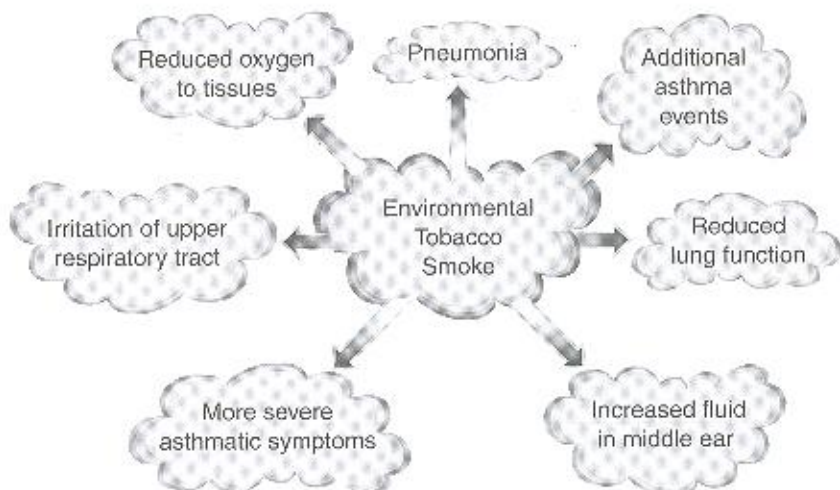 Reduced oxygen
to tissues
Pneumonia
Additional
asthma
events
Irritation of upper
respiratory tract
Environmental
Tobacco
Smoke
Reduced
lung function
More severe
asthmatic symptoms
Increased fluid
in middle ear